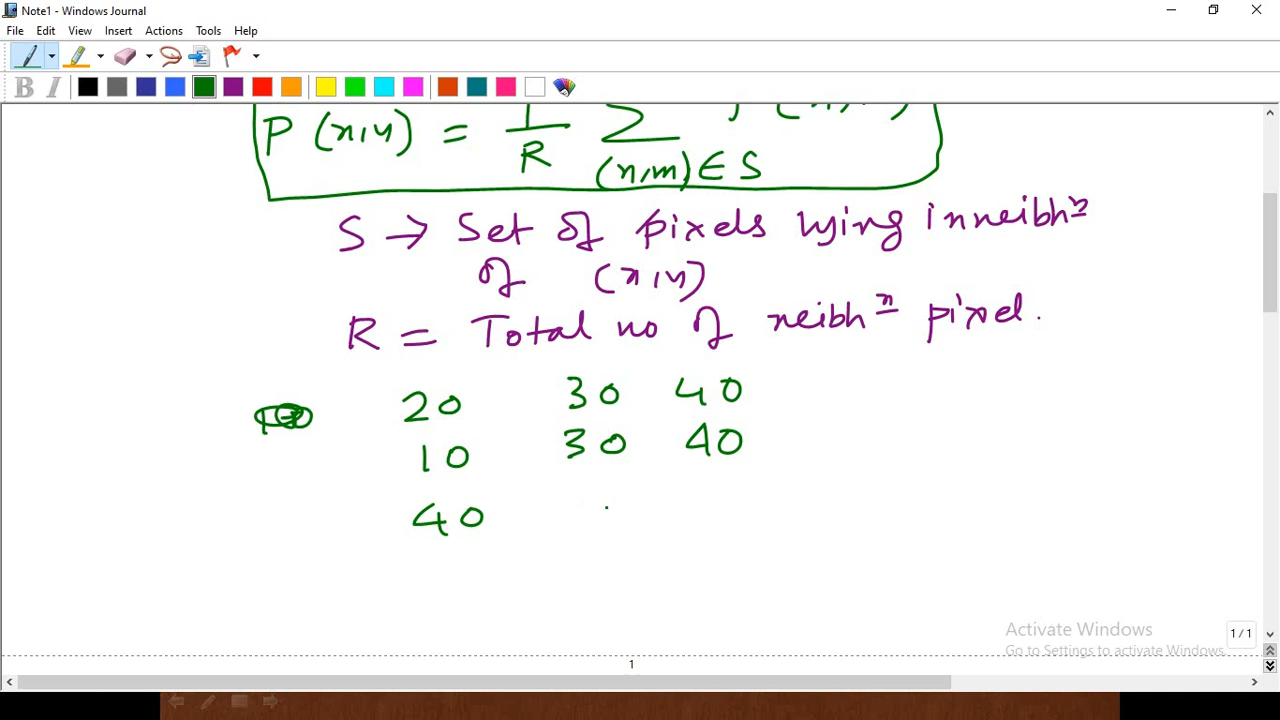 Note1 - Windows Journal
File Edit View Insert Actions Tools Help
B I
P (x,y) = 1/R Σ
(n,m) ∈ S
S → Set of pixels lying in neibhⁿ
of (x,y)
R = Total no of neibhⁿ pixel.
20 30 40
10 30 40
40
Activate Windows
Go to Settings to activate Windows.
1 / 1
1